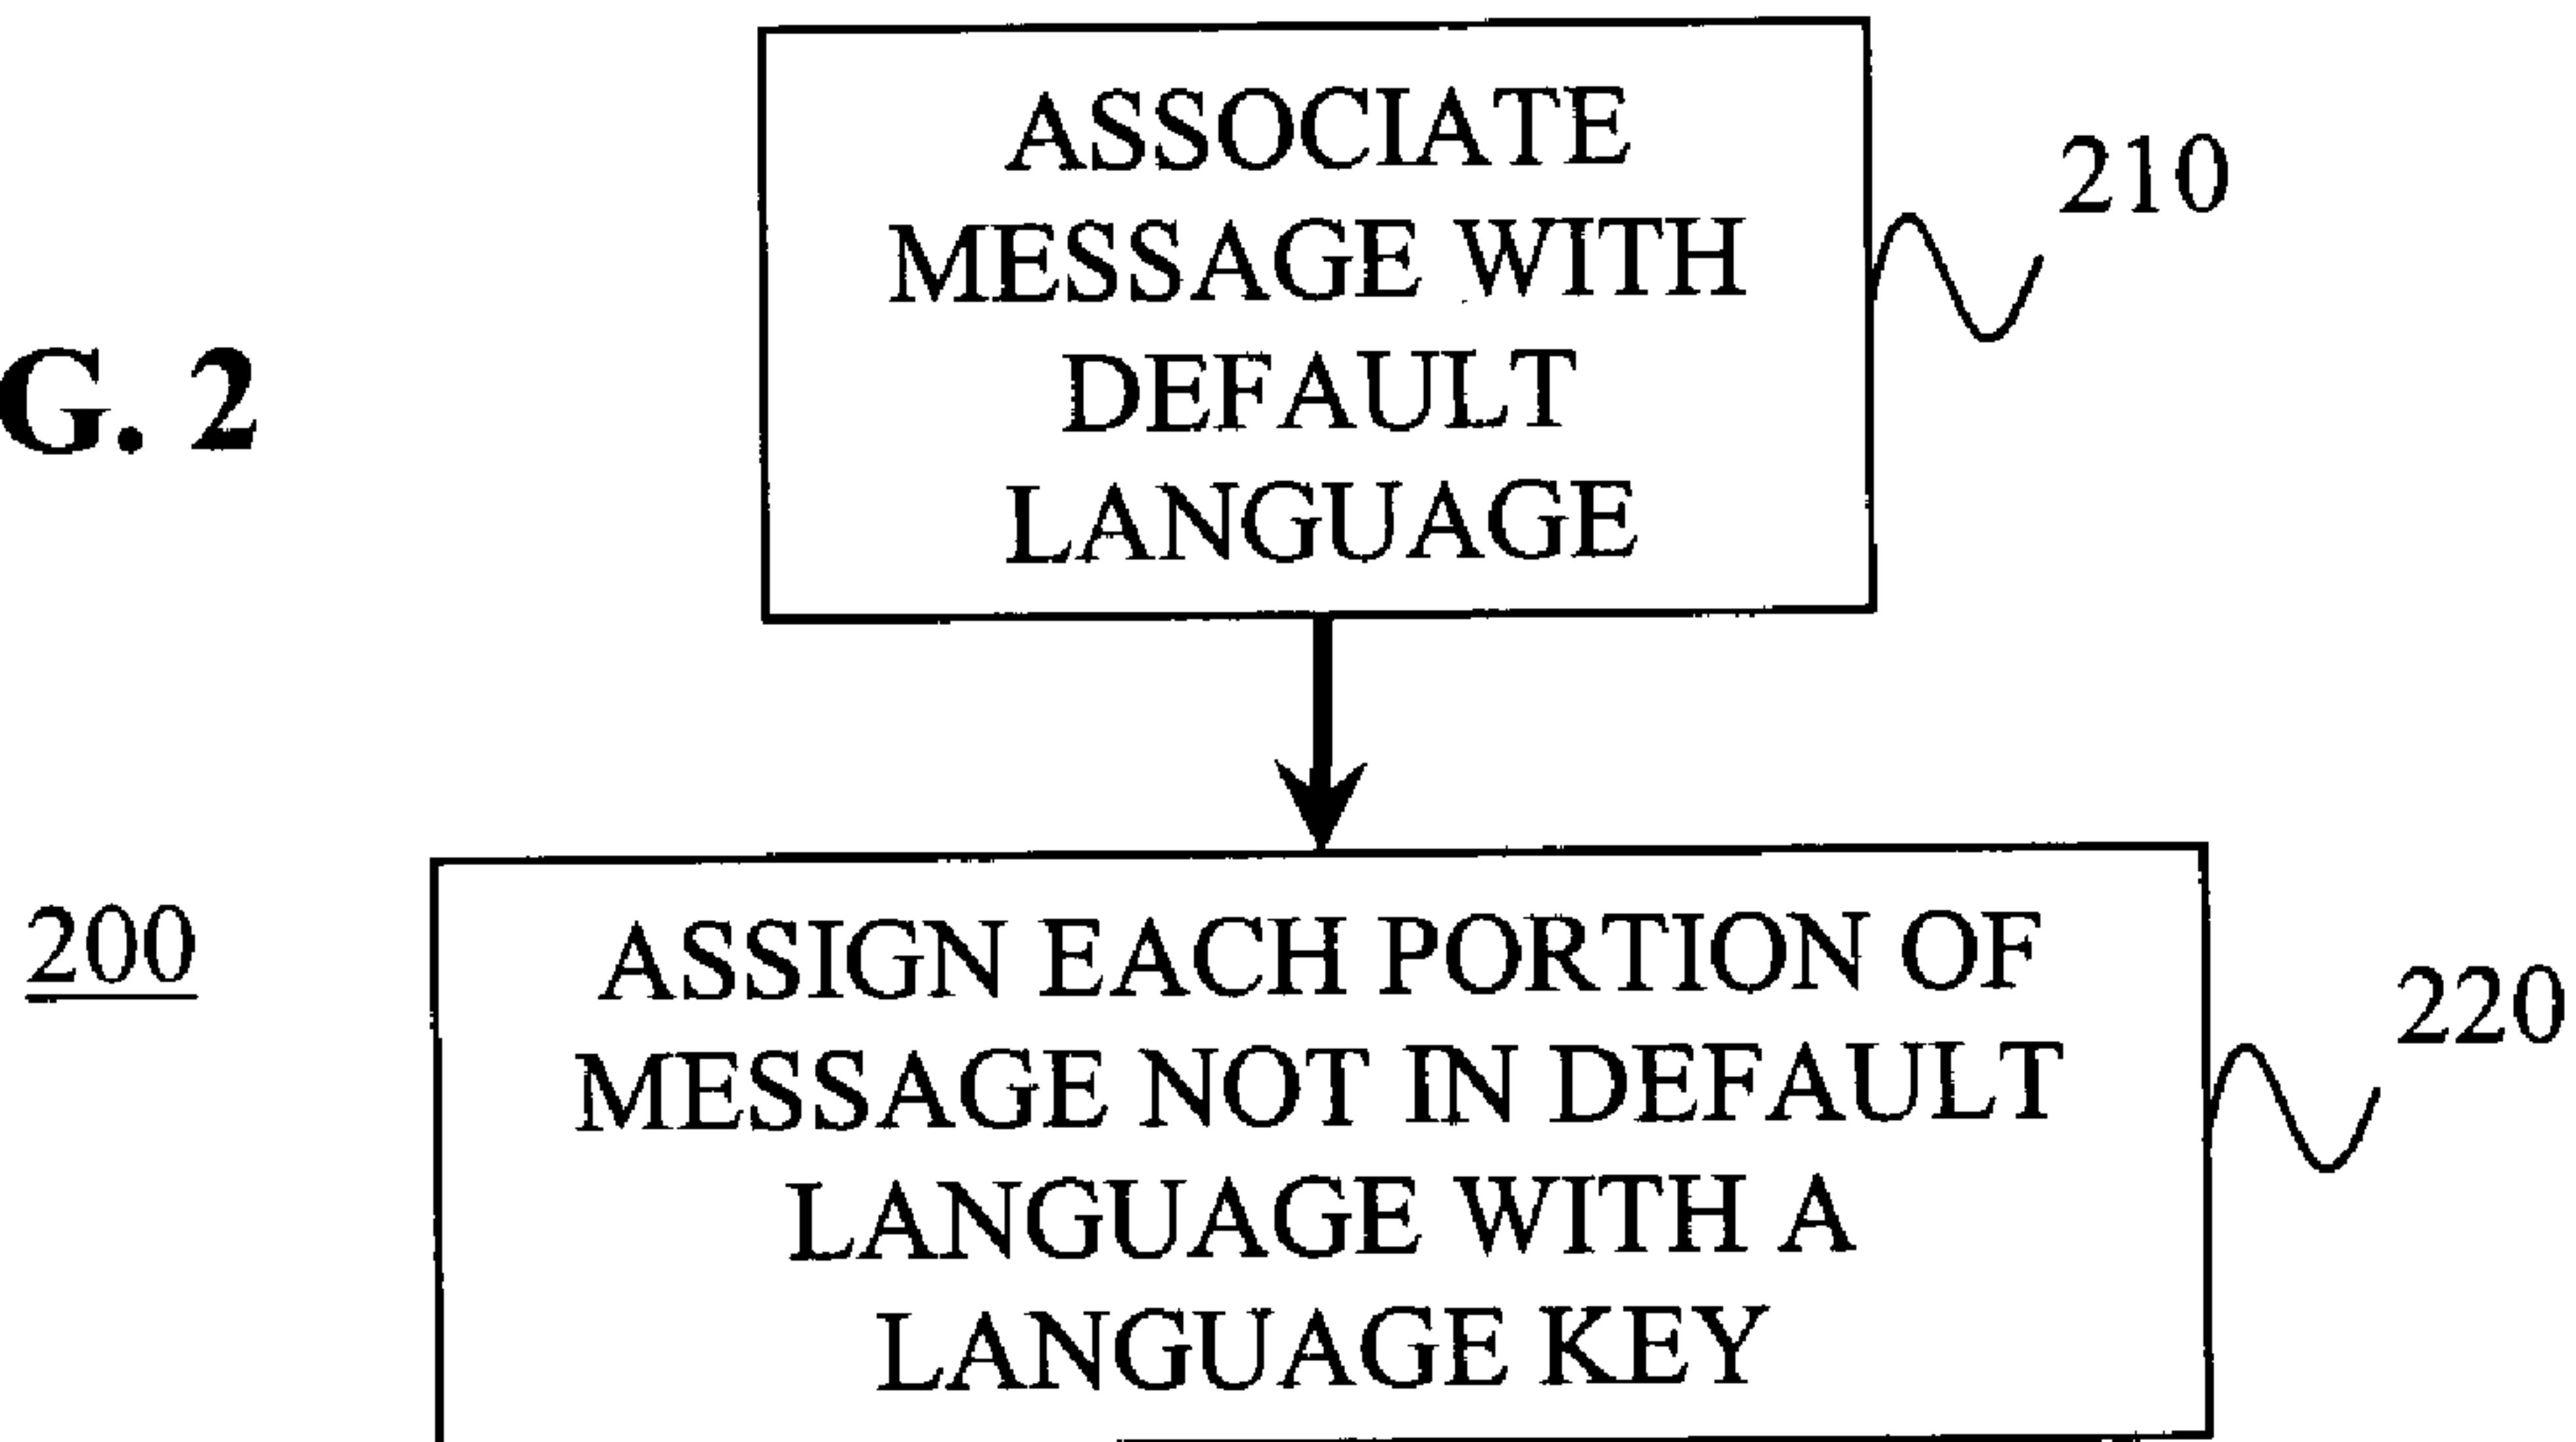 ASSOCIATE
MESSAGE WITH
DEFAULT
LANGUAGE
210
G. 2
200
ASSIGN EACH PORTION OF
MESSAGE NOT IN DEFAULT
LANGUAGE WITH A
LANGUAGE KEY
220